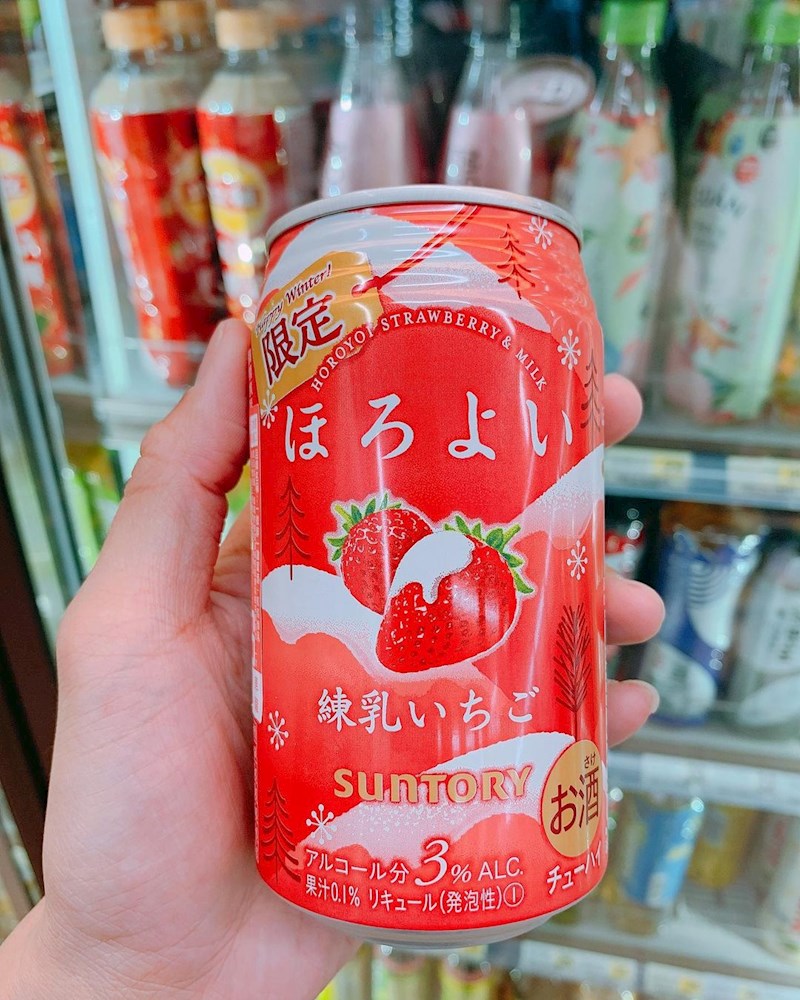 Happy Winter!
限定
HOROYOI STRAWBERRY & MILK
ほろよい
練乳いちご
SUNTORY
さけ
お酒
チューハイ
アルコール分 3% ALC.
果汁0.1% リキュール(発泡性)①